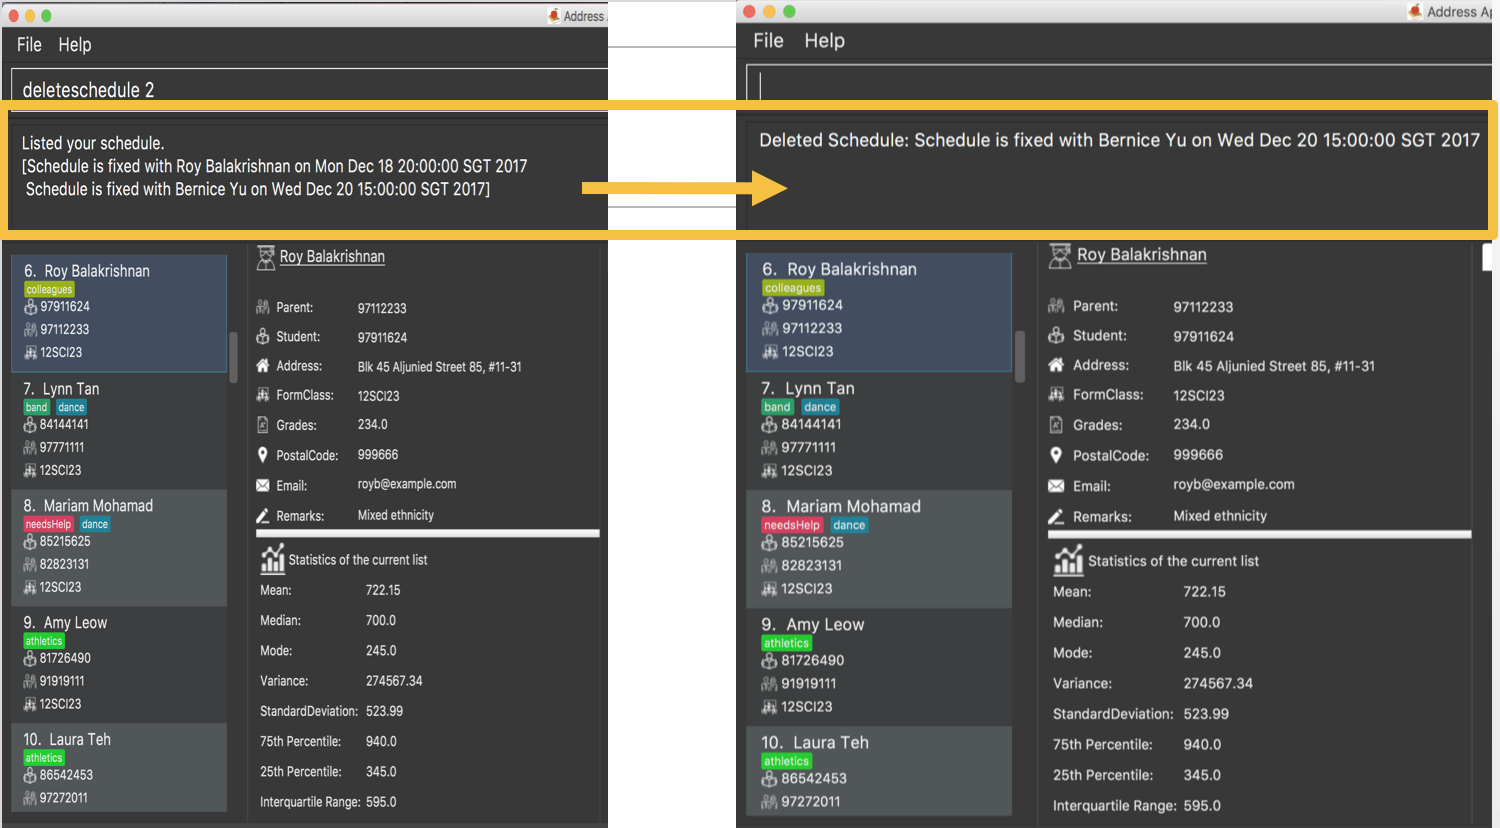 Address
File Help
deleteschedule 2
Listed your schedule.
[Schedule is fixed with Roy Balakrishnan on Mon Dec 18 20:00:00 SGT 2017
Schedule is fixed with Bernice Yu on Wed Dec 20 15:00:00 SGT 2017]
6. Roy Balakrishnan
colleagues
97911624
97112233
12SCI23
7. Lynn Tan
band dance
84144141
97771111
12SCI23
8. Mariam Mohamad
needsHelp dance
85215625
82823131
12SCI23
9. Amy Leow
athletics
81726490
91919111
12SCI23
10. Laura Teh
athletics
86542453
97272011
Roy Balakrishnan
Parent: 97112233
Student: 97911624
Address: Blk 45 Aljunied Street 85, #11-31
FormClass: 12SCI23
Grades: 234.0
PostalCode: 999666
Email: royb@example.com
Remarks: Mixed ethnicity
Statistics of the current list
Mean: 722.15
Median: 700.0
Mode: 245.0
Variance: 274567.34
StandardDeviation: 523.99
75th Percentile: 940.0
25th Percentile: 345.0
Interquartile Range: 595.0
Address Ap
File Help
Deleted Schedule: Schedule is fixed with Bernice Yu on Wed Dec 20 15:00:00 SGT 2017
6. Roy Balakrishnan
colleagues
97911624
97112233
12SCI23
7. Lynn Tan
band dance
84144141
97771111
12SCI23
8. Mariam Mohamad
needsHelp dance
85215625
82823131
12SCI23
9. Amy Leow
athletics
81726490
91919111
12SCI23
10. Laura Teh
athletics
86542453
97272011
Roy Balakrishnan
Parent: 97112233
Student: 97911624
Address: Blk 45 Aljunied Street 85, #11-31
FormClass: 12SCI23
Grades: 234.0
PostalCode: 999666
Email: royb@example.com
Remarks: Mixed ethnicity
Statistics of the current list
Mean: 722.15
Median: 700.0
Mode: 245.0
Variance: 274567.34
StandardDeviation: 523.99
75th Percentile: 940.0
25th Percentile: 345.0
Interquartile Range: 595.0